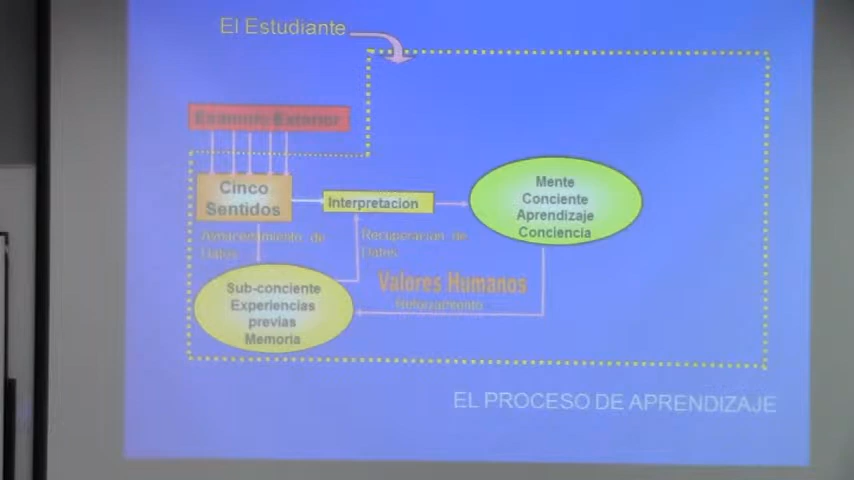 El Estudiante
Exterior
Cinco
Sentidos
Interpretacion
Mente
Conciente
Aprendizaje
Conciencia
Almacenamiento de
Datos
Recuperacion de
Datos
Valores Humanos
Reforzamiento
Sub-conciente
Experiencias
previas
Memoria
EL PROCESO DE APRENDIZAJE